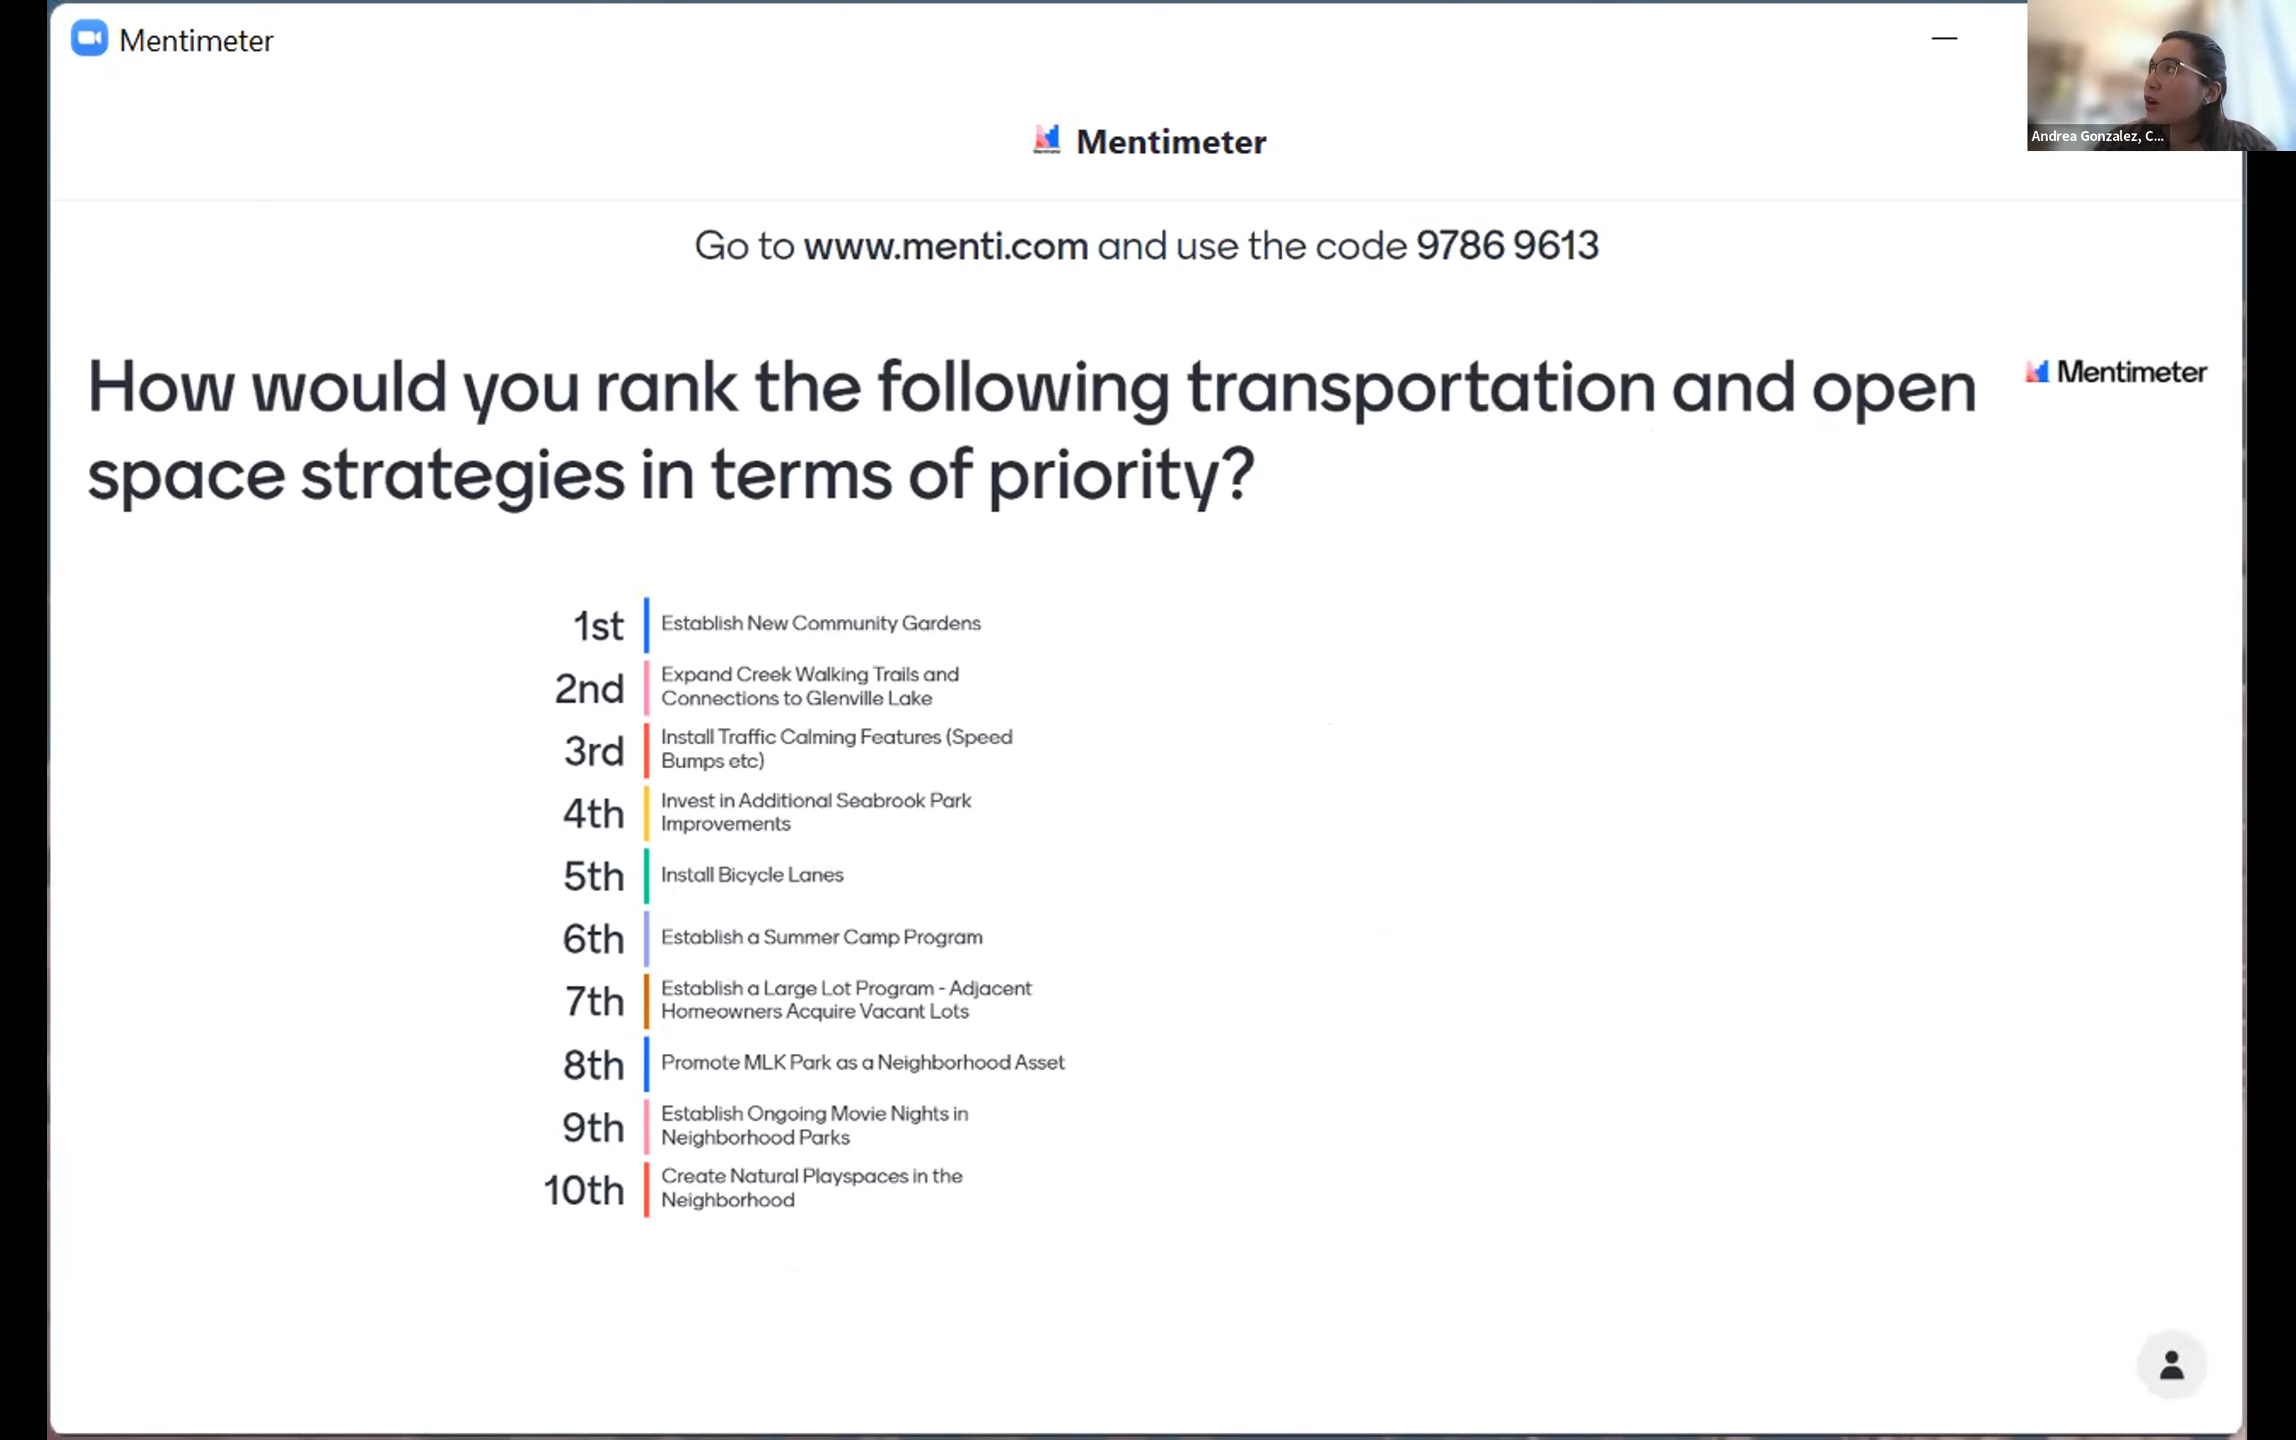 Mentimeter
Andrea Gonzalez, C...
Mentimeter
Go to www.menti.com and use the code 9786 9613
How would you rank the following transportation and open
space strategies in terms of priority?
Mentimeter
1st
Establish New Community Gardens
2nd
Expand Creek Walking Trails and
Connections to Glenville Lake
3rd
Install Traffic Calming Features (Speed
Bumps etc)
4th
Invest in Additional Seabrook Park
Improvements
5th
Install Bicycle Lanes
6th
Establish a Summer Camp Program
7th
Establish a Large Lot Program - Adjacent
Homeowners Acquire Vacant Lots
8th
Promote MLK Park as a Neighborhood Asset
9th
Establish Ongoing Movie Nights in
Neighborhood Parks
10th
Create Natural Playspaces in the
Neighborhood